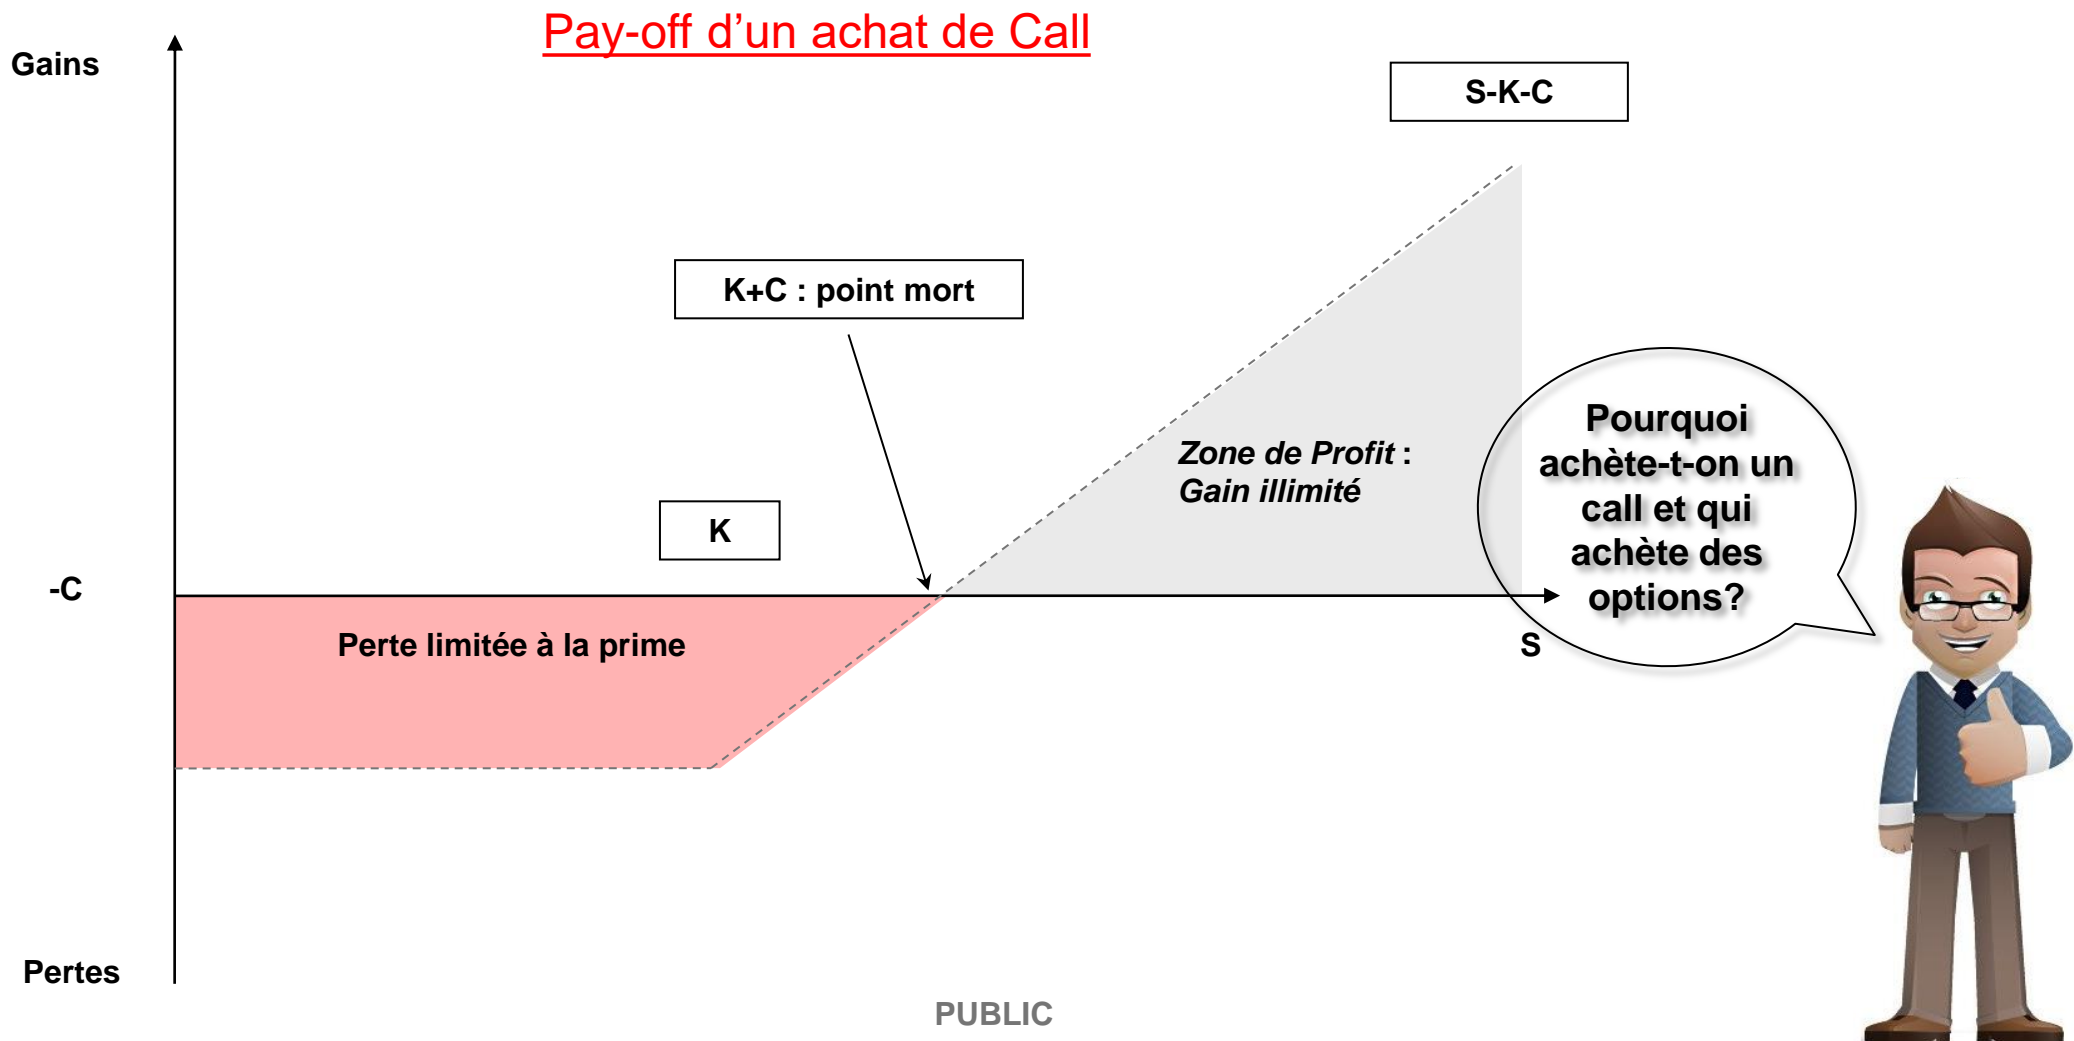 Pay-off d’un achat de Call
Gains
S-K-C
K+C : point mort
Zone de Profit :
Gain illimité
Pourquoi
achète-t-on un
call et qui
achète des
options?
K
-C
Perte limitée à la prime
S
Pertes
PUBLIC